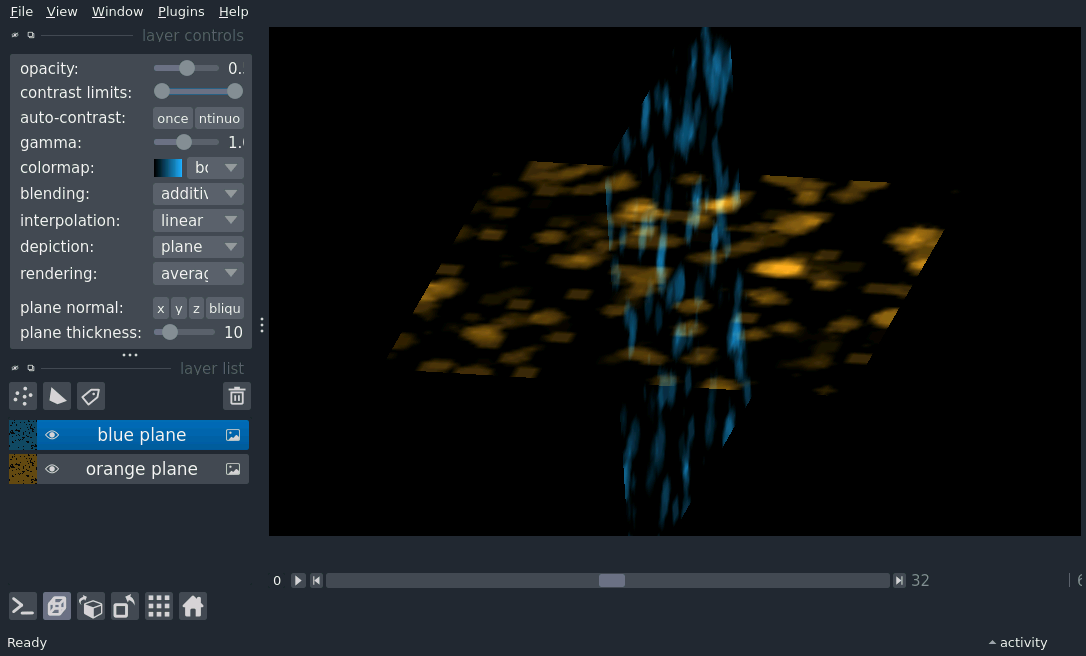 File View Window Plugins Help
layer controls
opacity: 0.
contrast limits:
auto-contrast: once ntinuo
gamma: 1.
colormap: bo
blending: additiv
interpolation: linear
depiction: plane
rendering: averag
plane normal: x y z bliqu
plane thickness: 10
layer list
blue plane
orange plane
0 32
Ready activity